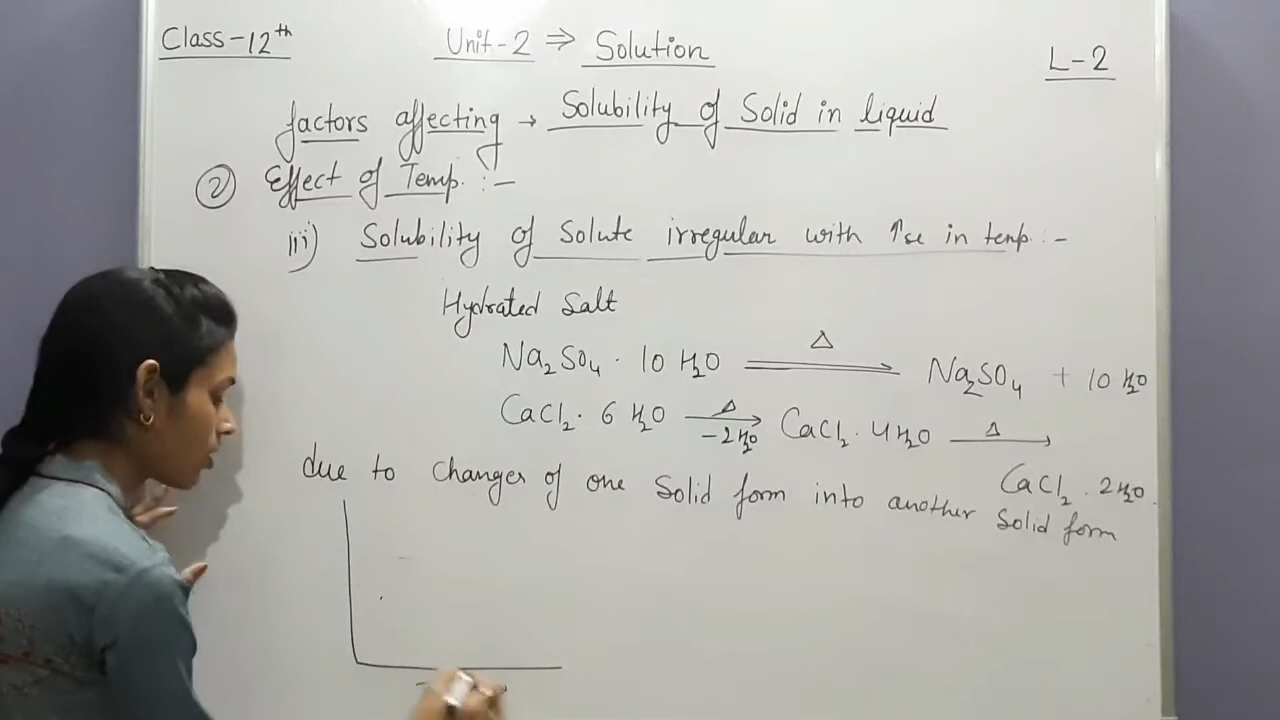 Class-12th
Unit-2 ⇒ Solution
L-2
factors affecting → Solubility of Solid in liquid
② Effect of Temp. :-
iii) Solubility of Solute irregular with ↑se in temp :-
Hydrated Salt
Na₂SO₄ · 10 H₂O ⟶ Δ Na₂SO₄ + 10 H₂O
CaCl₂ · 6 H₂O ⟶ Δ -2H₂O CaCl₂ · 4H₂O ⟶ Δ
CaCl₂ · 2H₂O
due to changes of one Solid form into another Solid form